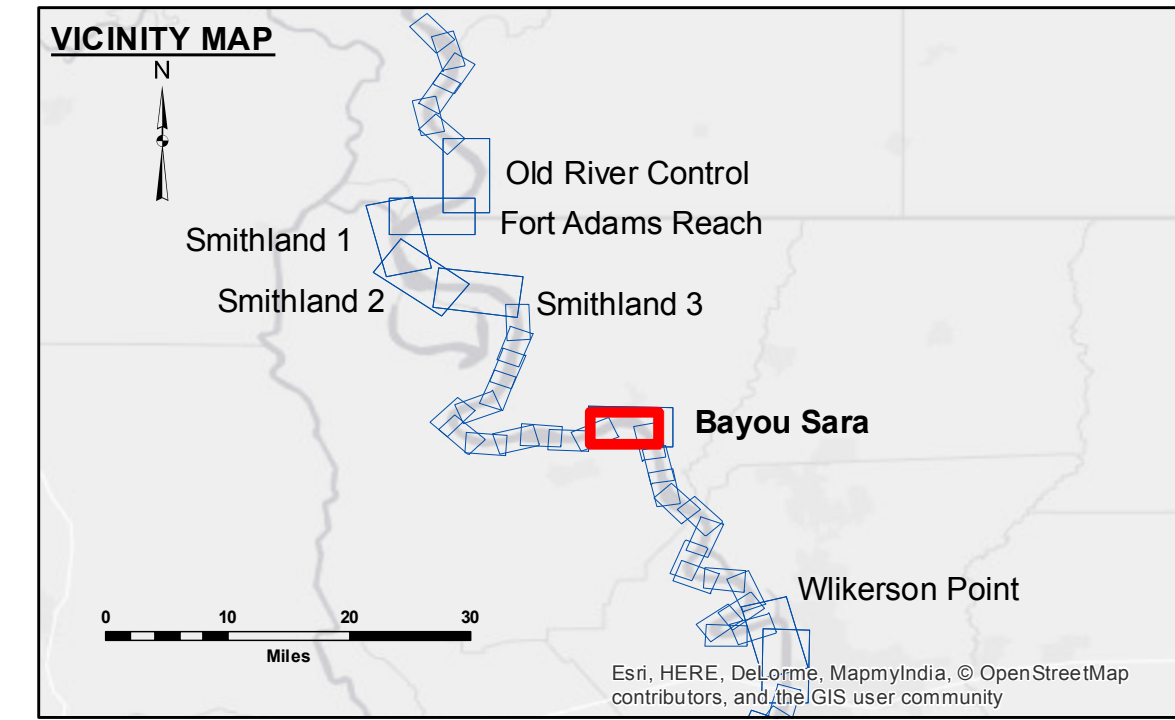 VICINITY MAP
N
Old River Control
Fort Adams Reach
Smithland 1
Smithland 2
Smithland 3
Bayou Sara
Wlikerson Point
0 10 20 30
Miles
Esri, HERE, DeLorme, MapmyIndia, © OpenStreetMap
contributors, and the GIS user community